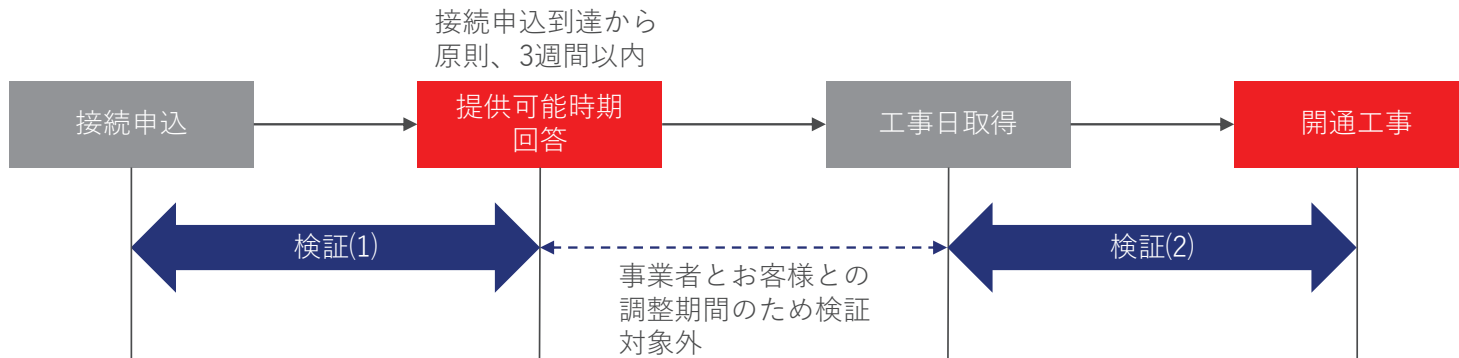 接続申込到達から
原則、3週間以内
接続申込
提供可能時期
回答
工事日取得
開通工事
検証(1)
検証(2)
事業者とお客様との
調整期間のため検証
対象外